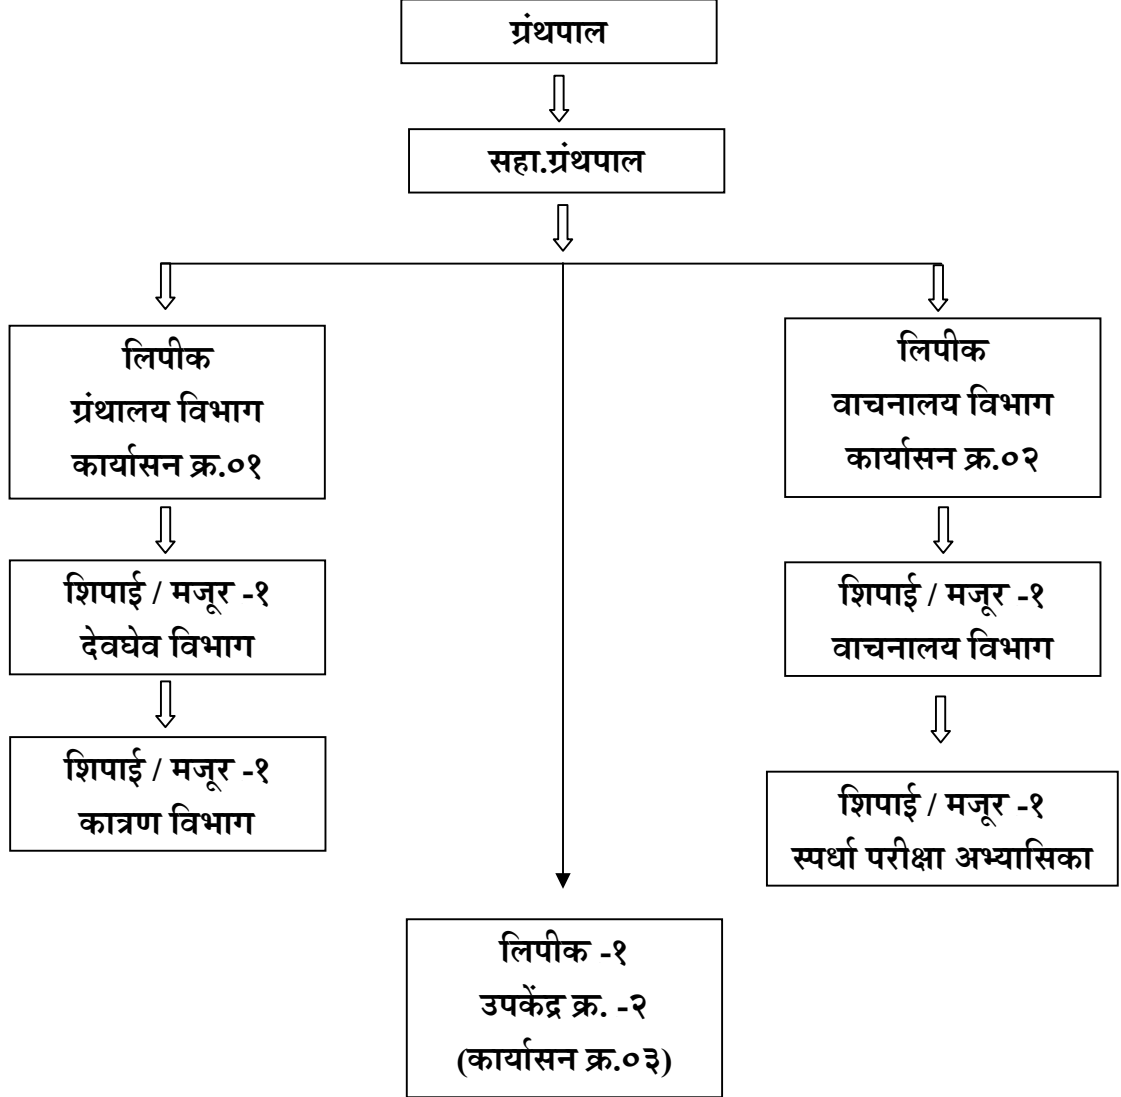 ग्रंथपाल
सहा.ग्रंथपाल
लिपीक
ग्रंथालय विभाग
कार्यासन क्र.०१
लिपीक
वाचनालय विभाग
कार्यासन क्र.०२
शिपाई / मजूर -१
देवघेव विभाग
शिपाई / मजूर -१
वाचनालय विभाग
शिपाई / मजूर -१
कात्रण विभाग
शिपाई / मजूर -१
स्पर्धा परीक्षा अभ्यासिका
लिपीक -१
उपकेंद्र क्र. -२
(कार्यासन क्र.०३)